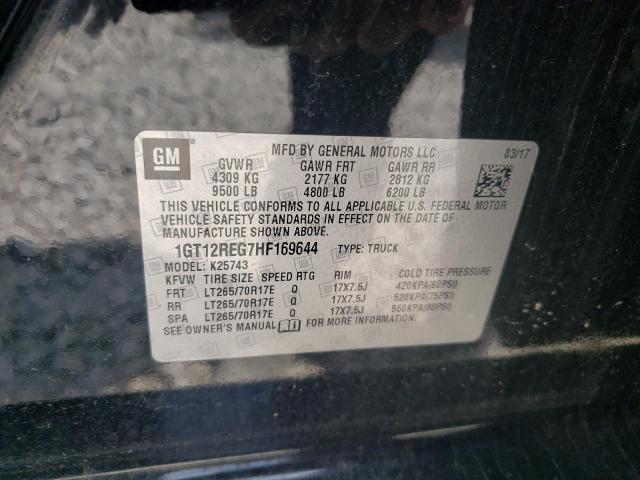 GM
MFD BY GENERAL MOTORS LLC 03/17
GVWR GAWR FRT GAWR RR
4309 KG 2177 KG 2812 KG
9500 LB 4800 LB 6200 LB
THIS VEHICLE CONFORMS TO ALL APPLICABLE U.S. FEDERAL MOTOR
VEHICLE SAFETY STANDARDS IN EFFECT ON THE DATE OF
MANUFACTURE SHOWN ABOVE.
1GT12REG7HF169644 TYPE: TRUCK
MODEL: K25743
KFVW TIRE SIZE SPEED RTG RIM COLD TIRE PRESSURE
FRT LT265/70R17E Q 17X7.5J 420KPA(60PSI)
RR LT265/70R17E Q 17X7.5J 520KPA(75PSI)
SPA LT265/70R17E Q 17X7.5J 550KPA(80PSI)
SEE OWNER'S MANUAL FOR MORE INFORMATION.